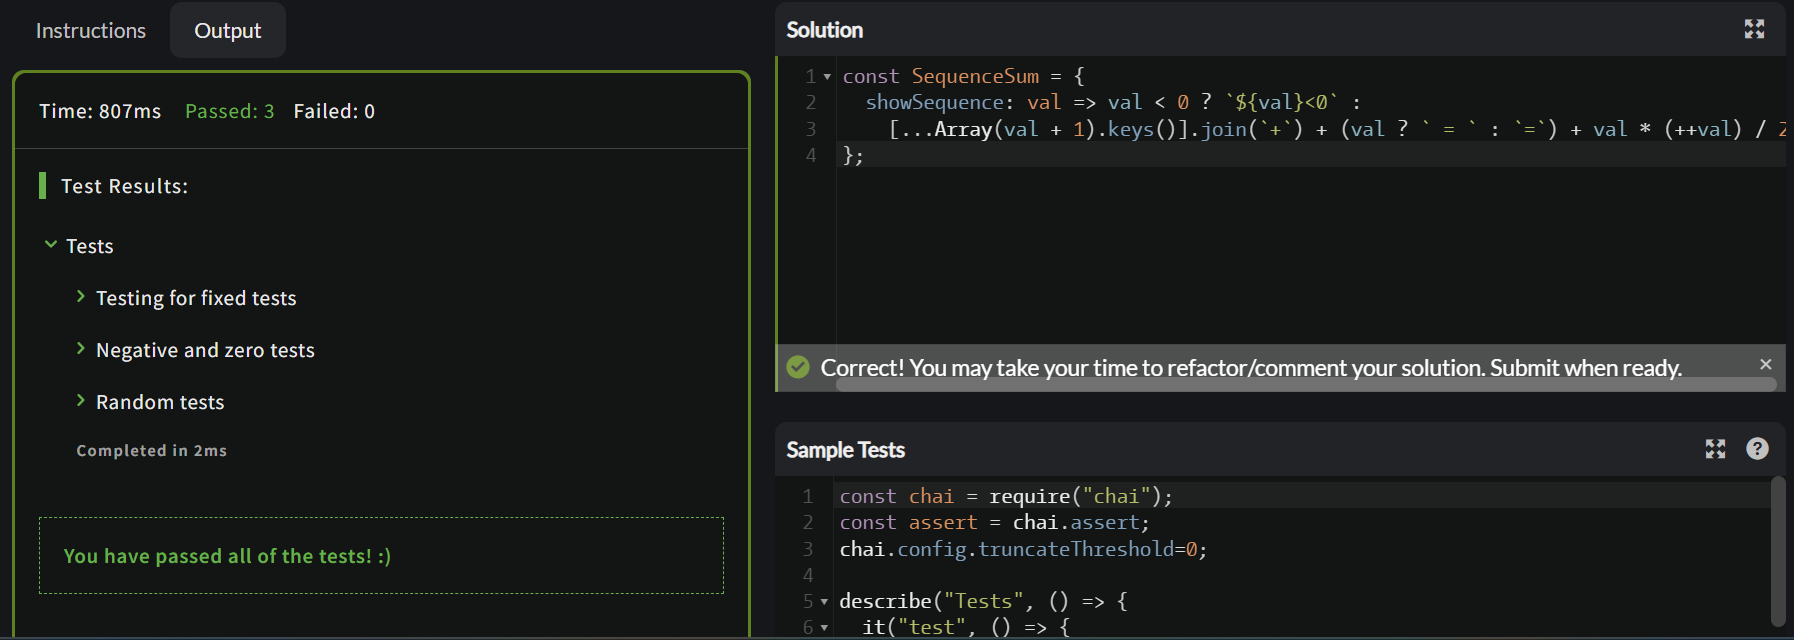 Instructions
Output
Time: 807ms Passed: 3 Failed: 0
Test Results:
Tests
Testing for fixed tests
Negative and zero tests
Random tests
Completed in 2ms
You have passed all of the tests! :)
Solution
1 const SequenceSum = {
2 showSequence: val => val < 0 ? `${val}<0` :
3 [...Array(val + 1).keys()].join(`+`) + (val ? ` = ` : `=`) + val * (++val) / 2
4 };
Correct! You may take your time to refactor/comment your solution. Submit when ready.
Sample Tests
1 const chai = require("chai");
2 const assert = chai.assert;
3 chai.config.truncateThreshold=0;
4
5 describe("Tests", () => {
6 it("test", () => {